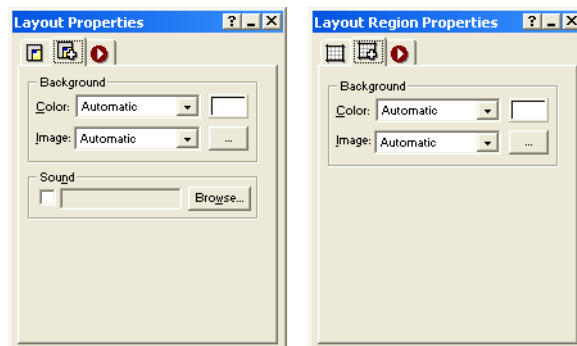 Layout Properties
Background
Color: Automatic
Image: Automatic ...
Sound
Browse...
Layout Region Properties
Background
Color: Automatic
Image: Automatic ...